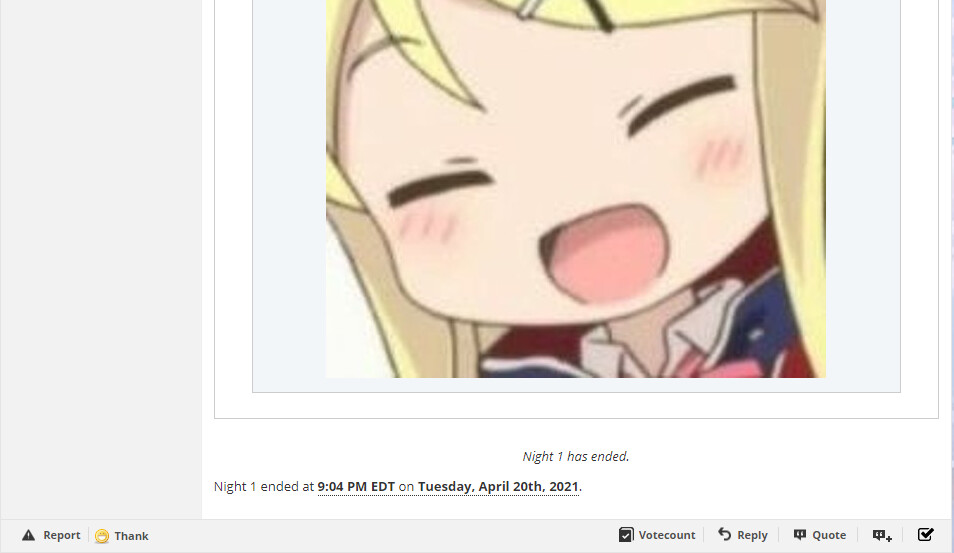 Night 1 has ended.
Night 1 ended at 9:04 PM EDT on Tuesday, April 20th, 2021.
Report Thank Votecount Reply Quote